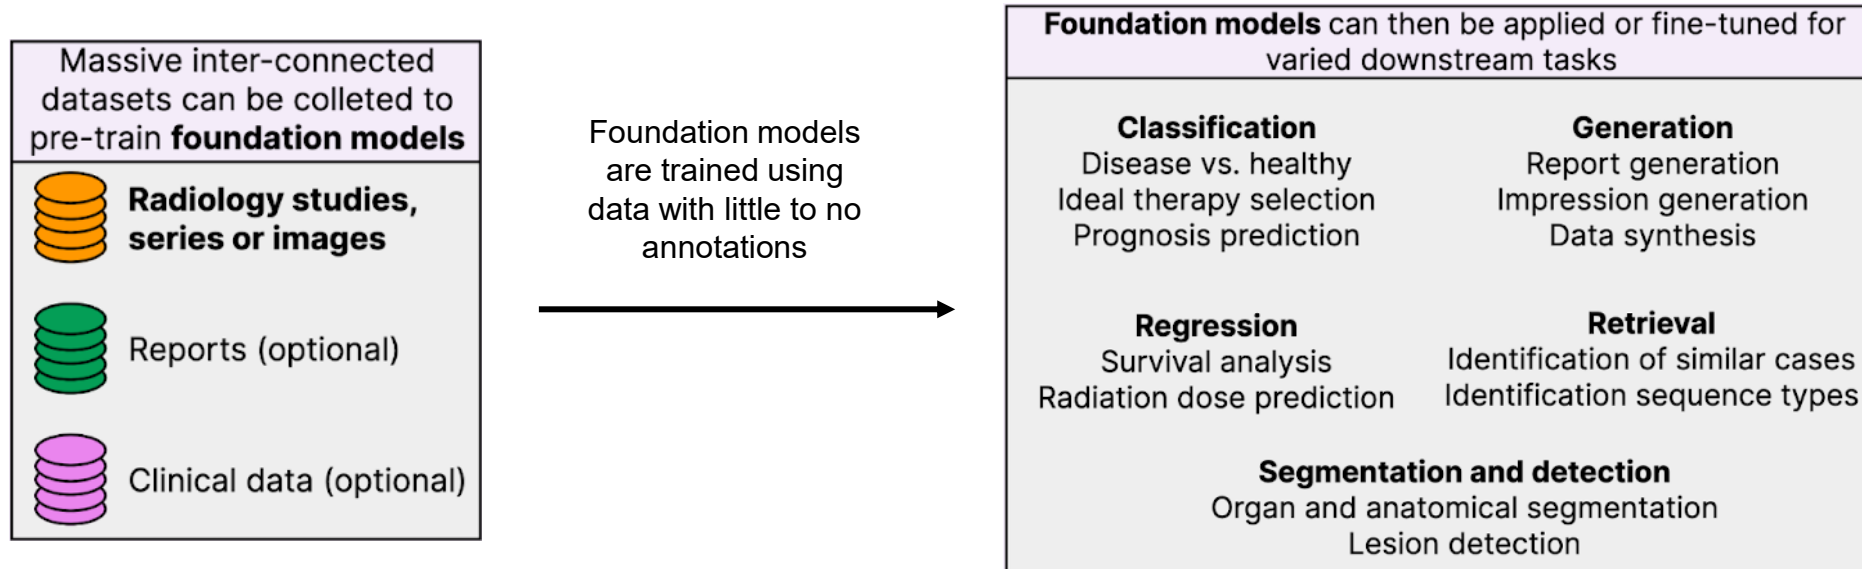 Massive inter-connected
datasets can be colleted to
pre-train foundation models
Radiology studies,
series or images
Reports (optional)
Clinical data (optional)
Foundation models
are trained using
data with little to no
annotations
Foundation models can then be applied or fine-tuned for
varied downstream tasks
Classification
Disease vs. healthy
Ideal therapy selection
Prognosis prediction
Generation
Report generation
Impression generation
Data synthesis
Regression
Survival analysis
Radiation dose prediction
Retrieval
Identification of similar cases
Identification sequence types
Segmentation and detection
Organ and anatomical segmentation
Lesion detection